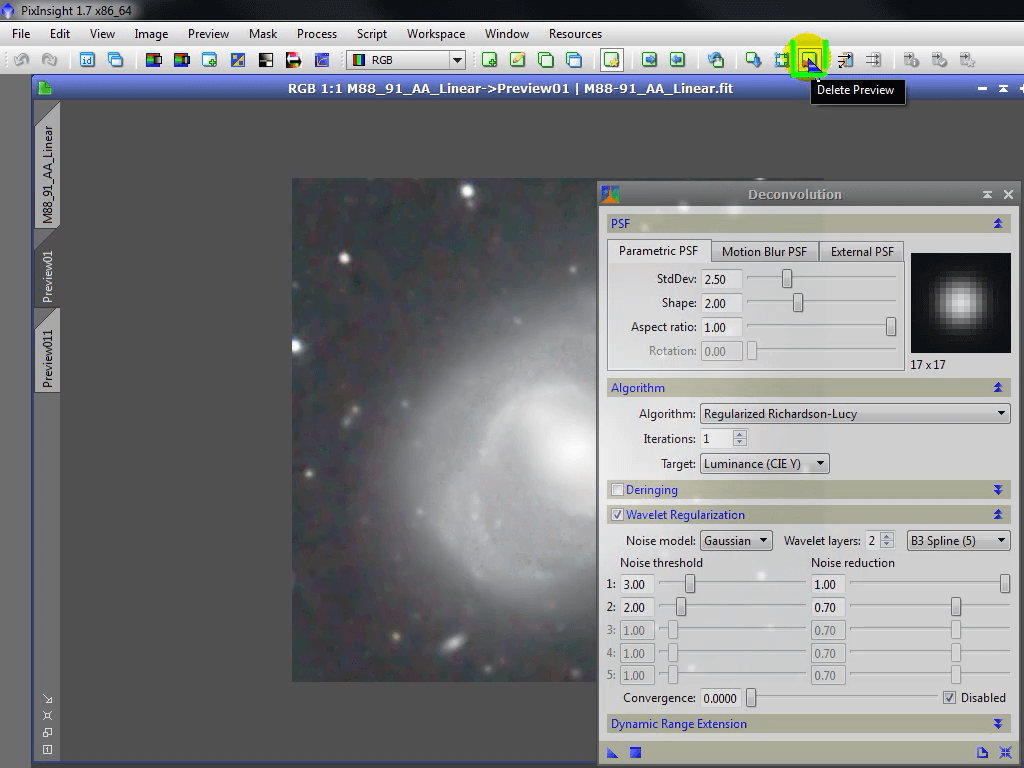 PixInsight 1.7 x86_64
File Edit View Image Preview Mask Process Script Workspace Window Resources
id RGB
Delete Preview
RGB 1:1 M88_91_AA_Linear->Preview01 | M88-91_AA_Linear.fit
M88_91_AA_Linear
Preview01
Preview011
Deconvolution
PSF
Parametric PSF Motion Blur PSF External PSF
StdDev: 2.50
Shape: 2.00
Aspect ratio: 1.00
Rotation: 0.00
17 x 17
Algorithm
Algorithm: Regularized Richardson-Lucy
Iterations: 1
Target: Luminance (CIE Y)
Deringing
Wavelet Regularization
Noise model: Gaussian Wavelet layers: 2 B3 Spline (5)
Noise threshold Noise reduction
1: 3.00 1.00
2: 2.00 0.70
3: 1.00 0.70
4: 1.00 0.70
5: 1.00 0.70
Convergence: 0.0000 Disabled
Dynamic Range Extension